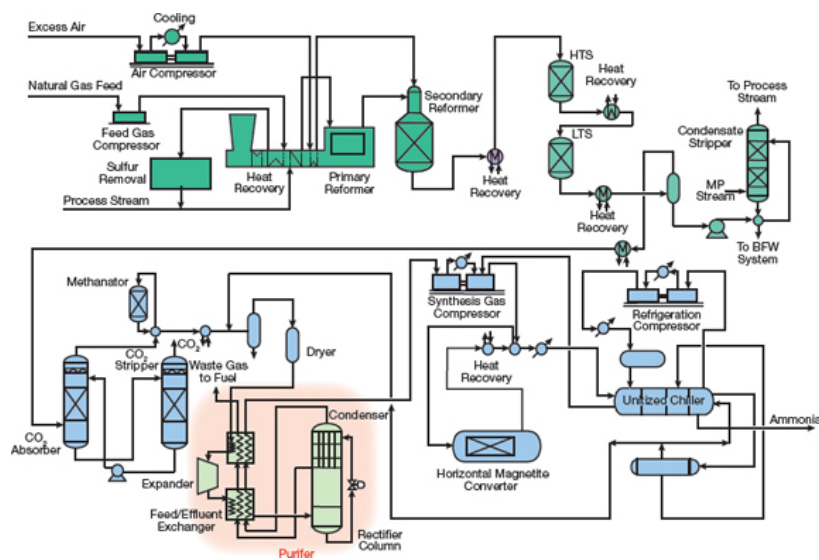 Excess Air
Cooling
Air Compressor
Natural Gas Feed
Feed Gas
Compressor
Sulfur
Removal
Process Stream
Heat
Recovery
Primary
Reformer
Secondary
Reformer
M
Heat
Recovery
HTS
Heat
Recovery
M
LTS
M
Heat
Recovery
To Process
Stream
Condensate
Stripper
MP
Stream
To BFW
System
M
Methanator
CO2
Stripper
CO2
Waste Gas
to Fuel
Dryer
CO2
Absorber
Expander
Feed/Effluent
Exchanger
Condenser
Rectifier
Column
Purifer
Synthesis Gas
Compressor
Heat
Recovery
Horizontal Magnetite
Converter
Refrigeration
Compressor
Unitized Chiller
Ammonia